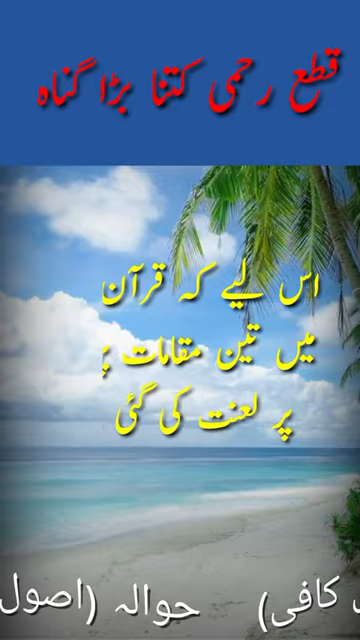 قطع رحمی کتنا بڑا گناہ
اس لیے کہ قرآن
میں تین مقامات پر
پر لعنت کی گئی
کافی) حوالہ (اصول